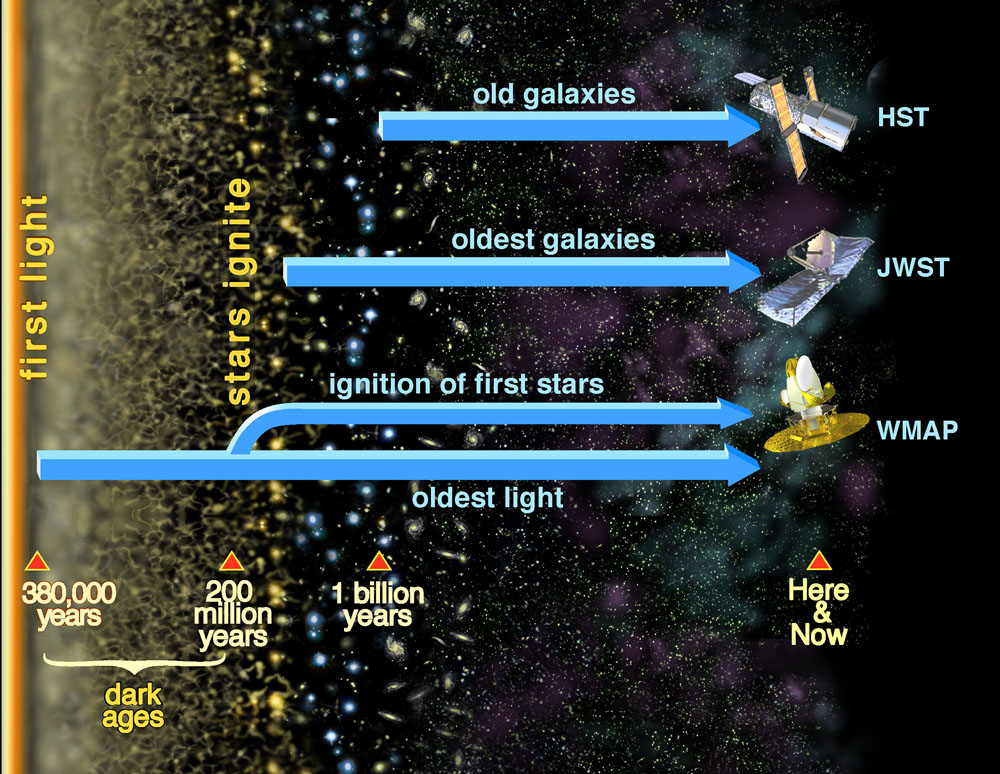 old galaxies
HST
first light
stars ignite
oldest galaxies
JWST
ignition of first stars
WMAP
oldest light
380,000
years
200
million
years
1 billion
years
Here
&
Now
dark
ages